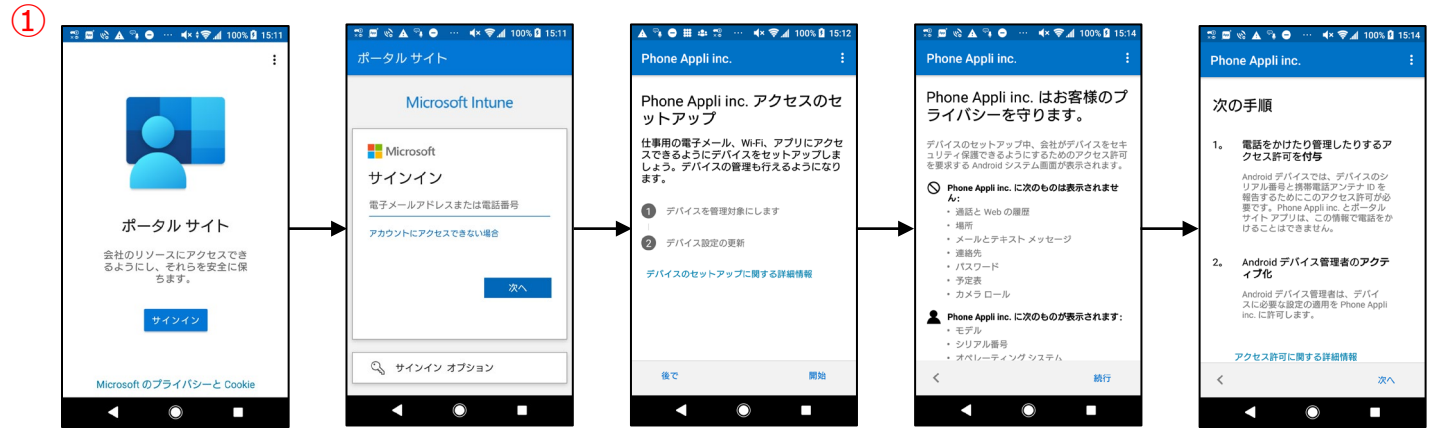 ①
100% 15:11
ポータル サイト
会社のリソースにアクセスでき
るようにし、それらを安全に保
ちます。
サインイン
Microsoft のプライバシーと Cookie
100% 15:11
ポータル サイト
Microsoft Intune
Microsoft
サインイン
電子メールアドレスまたは電話番号
アカウントにアクセスできない場合
次へ
サインイン オプション
100% 15:12
Phone Appli inc.
Phone Appli inc. アクセスのセ
ットアップ
仕事用の電子メール、Wi-Fi、アプリにアクセ
スできるようにデバイスをセットアップしま
しょう。デバイスの管理も行えるようになり
ます。
1 デバイスを管理対象にします
2 デバイス設定の更新
デバイスのセットアップに関する詳細情報
後で 開始
100% 15:14
Phone Appli inc.
Phone Appli inc. はお客様のプ
ライバシーを守ります。
デバイスのセットアップ中、会社がデバイスをセキ
ュリティ保護できるようにするためのアクセス許可
を要求する Android システム画面が表示されます。
Phone Appli inc. に次のものは表示されませ
ん:
• 通話と Web の履歴
• 場所
• メールとテキスト メッセージ
• 連絡先
• パスワード
• 予定表
• カメラ ロール
Phone Appli inc. に次のものが表示されます:
• モデル
• シリアル番号
• オペレーティング システム
続行
100% 15:14
Phone Appli inc.
次の手順
1。 電話をかけたり管理したりするア
クセス許可を付与
Android デバイスでは、デバイスのシ
リアル番号と携帯電話アンテナ ID を
報告するためにこのアクセス許可が必
要です。Phone Appli inc. とポータル
サイト アプリは、この情報で電話をか
けることはできません。
2。 Android デバイス管理者のアクテ
ィブ化
Android デバイス管理者は、デバイ
スに必要な設定の適用を Phone Appli
inc. に許可します。
アクセス許可に関する詳細情報
次へ